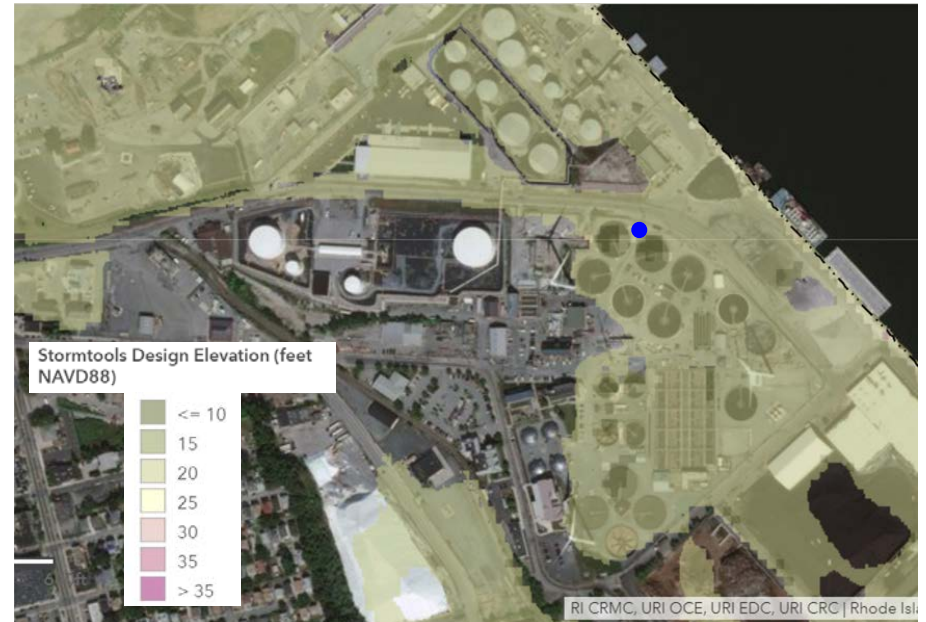 Stormtools Design Elevation (feet
NAVD88)
<= 10
15
20
25
30
35
> 35
RI CRMC, URI OCE, URI EDC, URI CRC | Rhode Isla